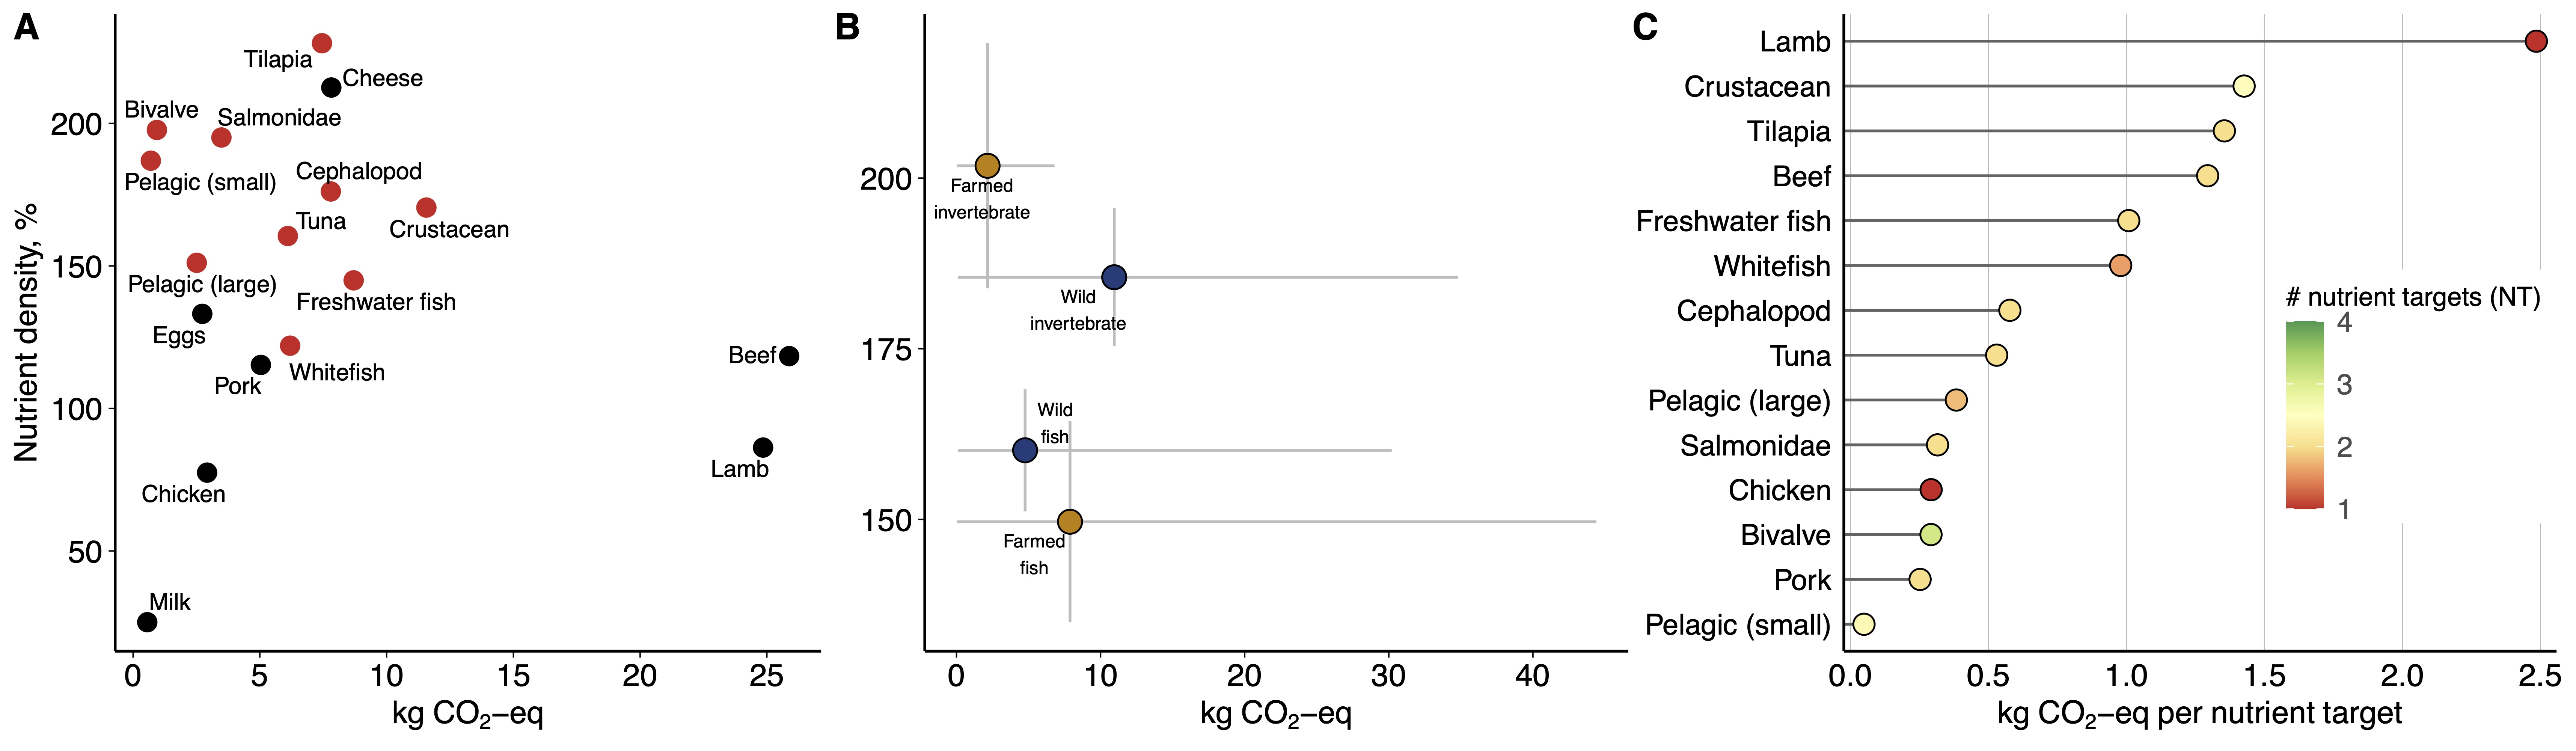 A
Nutrient density, %
200
150
100
50
Tilapia
Cheese
Bivalve
Salmonidae
Pelagic (small)
Cephalopod
Tuna
Crustacean
Pelagic (large)
Freshwater fish
Eggs
Whitefish
Pork
Beef
Lamb
Chicken
Milk
0 5 10 15 20 25
kg CO₂–eq
B
200
175
150
Farmed
invertebrate
Wild
invertebrate
Wild
fish
Farmed
fish
0 10 20 30 40
kg CO₂–eq
C
Lamb
Crustacean
Tilapia
Beef
Freshwater fish
Whitefish
Cephalopod
Tuna
Pelagic (large)
Salmonidae
Chicken
Bivalve
Pork
Pelagic (small)
# nutrient targets (NT)
4
3
2
1
0.0 0.5 1.0 1.5 2.0 2.5
kg CO₂–eq per nutrient target